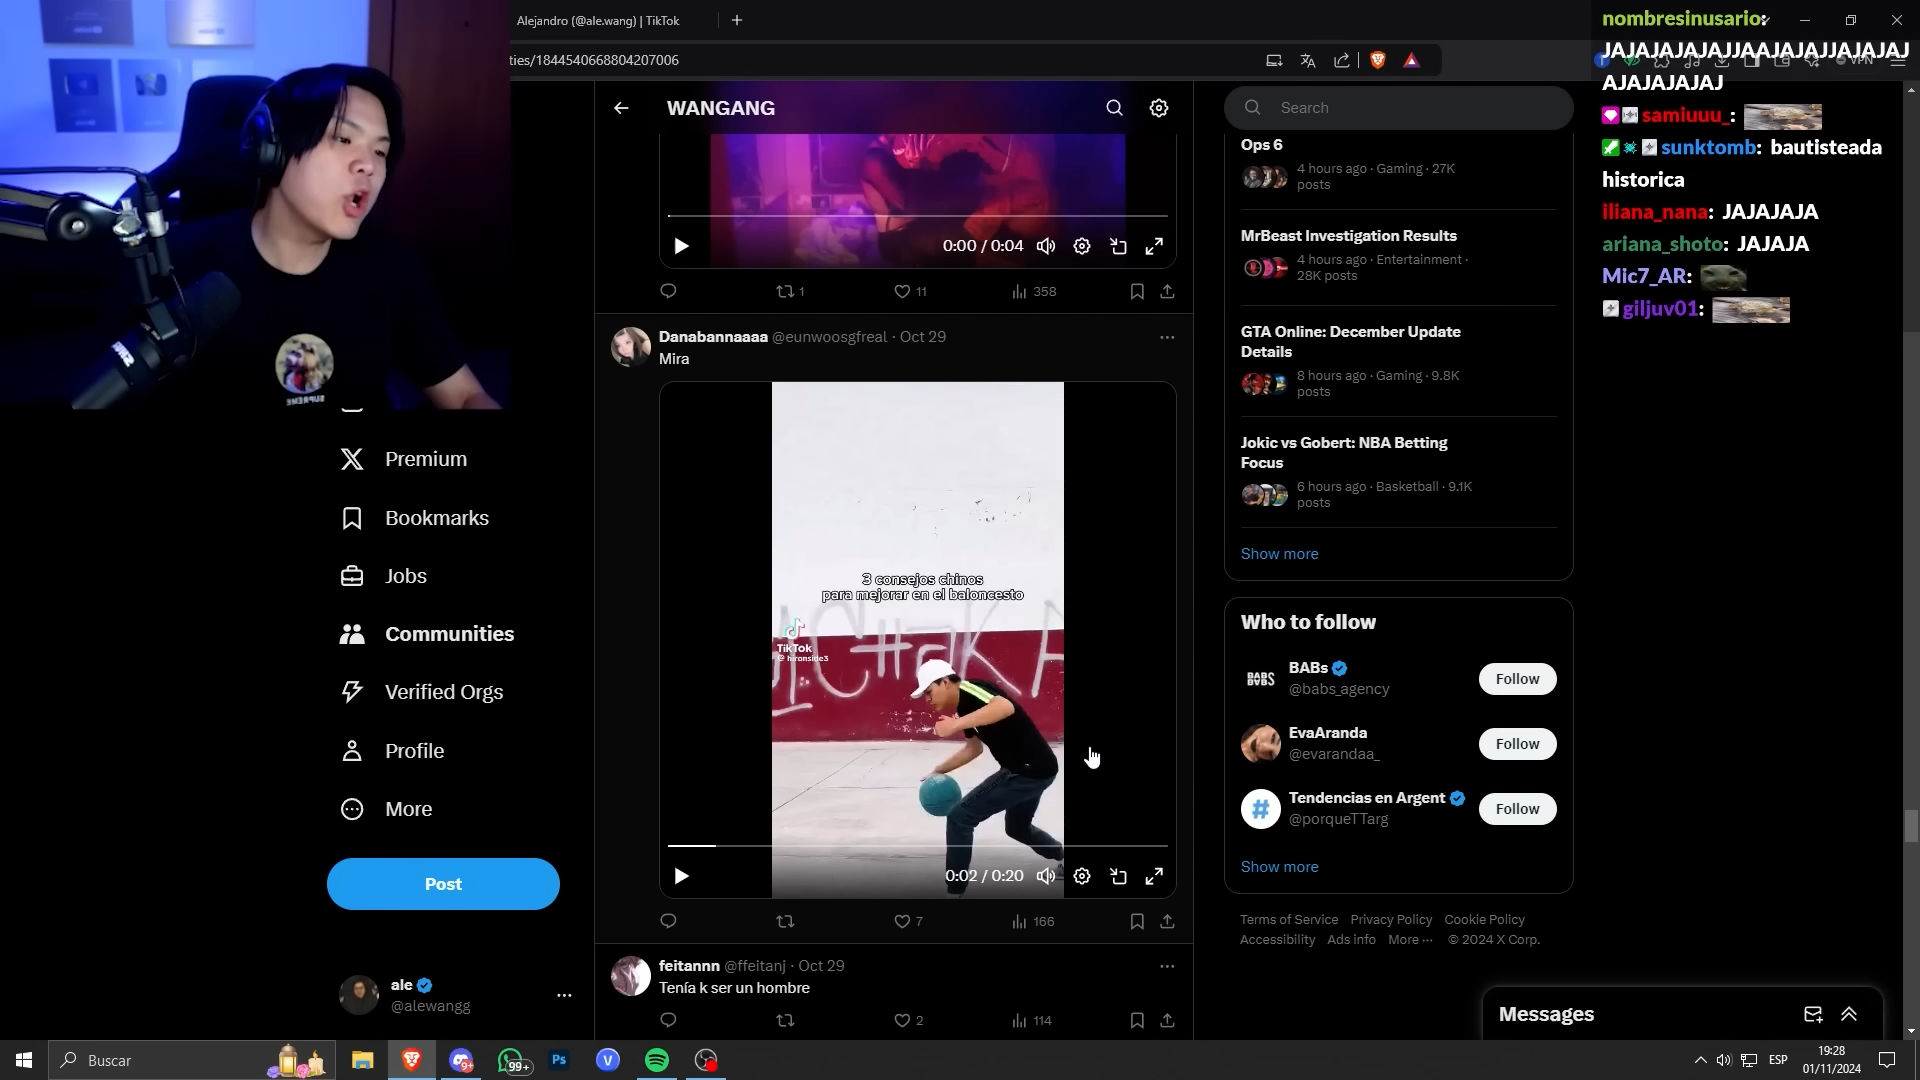 Alejandro (@ale.wang) | TikTok
ties/1844540668804207006
VPN
WANGANG
Search
0:00 / 0:04
1
11
358
Danabannaaaa @eunwoosgfreal · Oct 29
Mira
3 consejos chinos
para mejorar en el baloncesto
TikTok
@hironside3
0:02 / 0:20
7
166
feitannn @ffeitanj · Oct 29
Tenía k ser un hombre
2
114
Premium
Bookmarks
Jobs
Communities
Verified Orgs
Profile
More
Post
ale
@alewangg
Ops 6
4 hours ago · Gaming · 27K
posts
MrBeast Investigation Results
4 hours ago · Entertainment ·
28K posts
GTA Online: December Update
Details
8 hours ago · Gaming · 9.8K
posts
Jokic vs Gobert: NBA Betting
Focus
6 hours ago · Basketball · 9.1K
posts
Show more
Who to follow
BABs
@babs_agency
Follow
EvaAranda
@evarandaa_
Follow
Tendencias en Argent
@porqueTTarg
Follow
Show more
Terms of Service Privacy Policy Cookie Policy
Accessibility Ads info More ··· © 2024 X Corp.
Messages
nombresinusario:
JAJAJAJAJAJJAAJAJAJJAJAJAJ
AJAJAJAJAJ
samiuuu_:
sunktomb: bautisteada
historica
iliana_nana: JAJAJAJA
ariana_shoto: JAJAJA
Mic7_AR:
giljuv01:
Buscar
9+
99+
Ps
ESP
19:28
01/11/2024